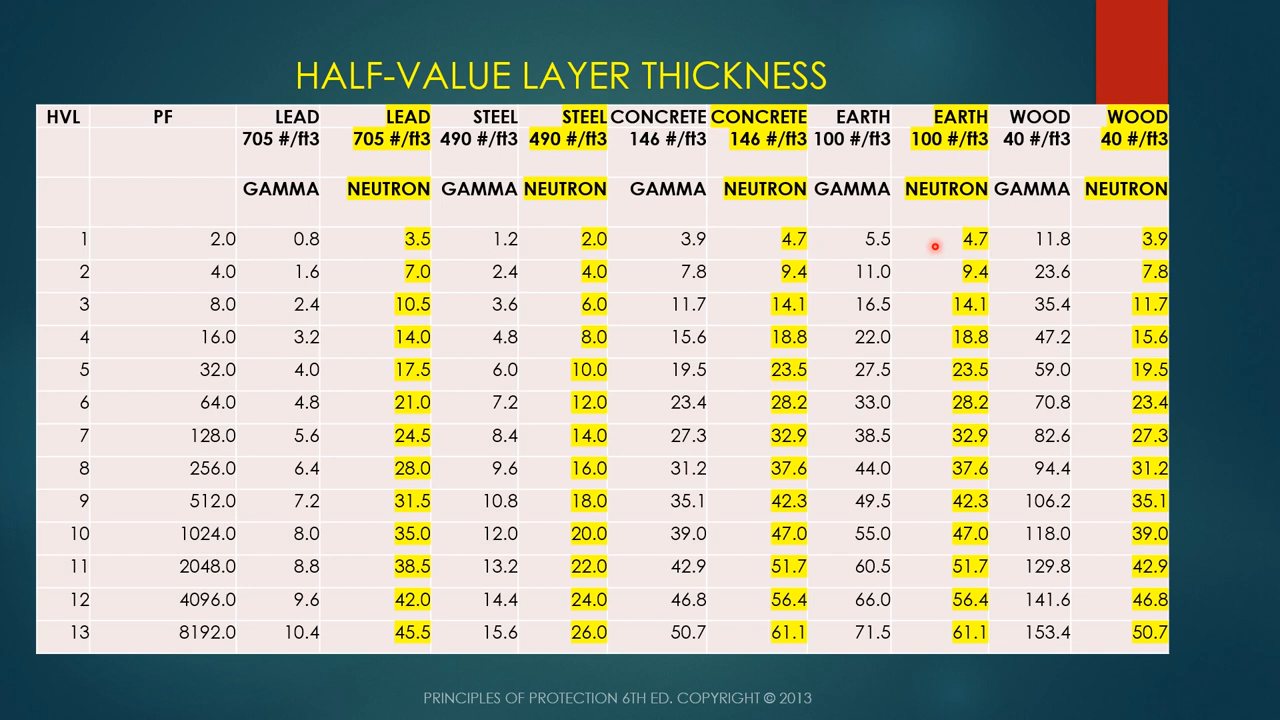 HALF-VALUE LAYER THICKNESS
HVL PF LEAD LEAD STEEL STEEL CONCRETE CONCRETE EARTH EARTH WOOD WOOD
705 #/ft3 705 #/ft3 490 #/ft3 490 #/ft3 146 #/ft3 146 #/ft3 100 #/ft3 100 #/ft3 40 #/ft3 40 #/ft3
GAMMA NEUTRON GAMMA NEUTRON GAMMA NEUTRON GAMMA NEUTRON GAMMA NEUTRON
1 2.0 0.8 3.5 1.2 2.0 3.9 4.7 5.5 4.7 11.8 3.9
2 4.0 1.6 7.0 2.4 4.0 7.8 9.4 11.0 9.4 23.6 7.8
3 8.0 2.4 10.5 3.6 6.0 11.7 14.1 16.5 14.1 35.4 11.7
4 16.0 3.2 14.0 4.8 8.0 15.6 18.8 22.0 18.8 47.2 15.6
5 32.0 4.0 17.5 6.0 10.0 19.5 23.5 27.5 23.5 59.0 19.5
6 64.0 4.8 21.0 7.2 12.0 23.4 28.2 33.0 28.2 70.8 23.4
7 128.0 5.6 24.5 8.4 14.0 27.3 32.9 38.5 32.9 82.6 27.3
8 256.0 6.4 28.0 9.6 16.0 31.2 37.6 44.0 37.6 94.4 31.2
9 512.0 7.2 31.5 10.8 18.0 35.1 42.3 49.5 42.3 106.2 35.1
10 1024.0 8.0 35.0 12.0 20.0 39.0 47.0 55.0 47.0 118.0 39.0
11 2048.0 8.8 38.5 13.2 22.0 42.9 51.7 60.5 51.7 129.8 42.9
12 4096.0 9.6 42.0 14.4 24.0 46.8 56.4 66.0 56.4 141.6 46.8
13 8192.0 10.4 45.5 15.6 26.0 50.7 61.1 71.5 61.1 153.4 50.7
PRINCIPLES OF PROTECTION 6TH ED. COPYRIGHT © 2013